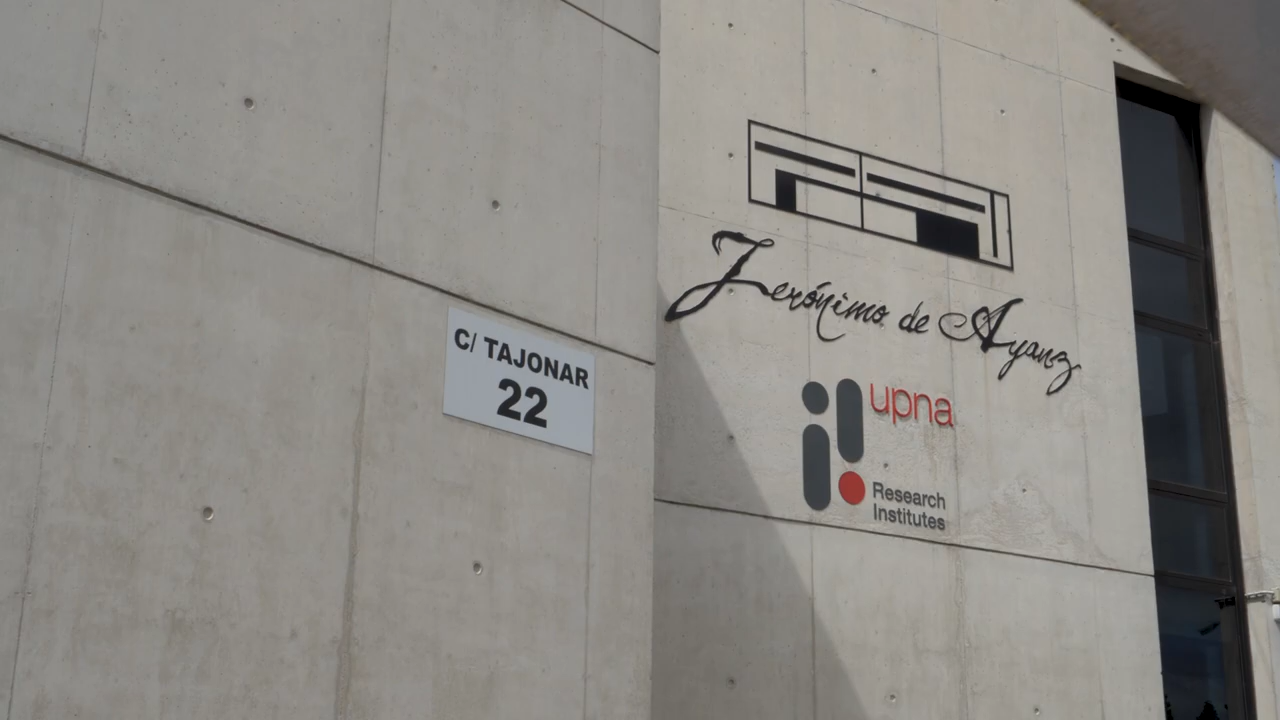 C/ TAJONAR
22
Jerónimo de Ayanz
upna
Research
Institutes